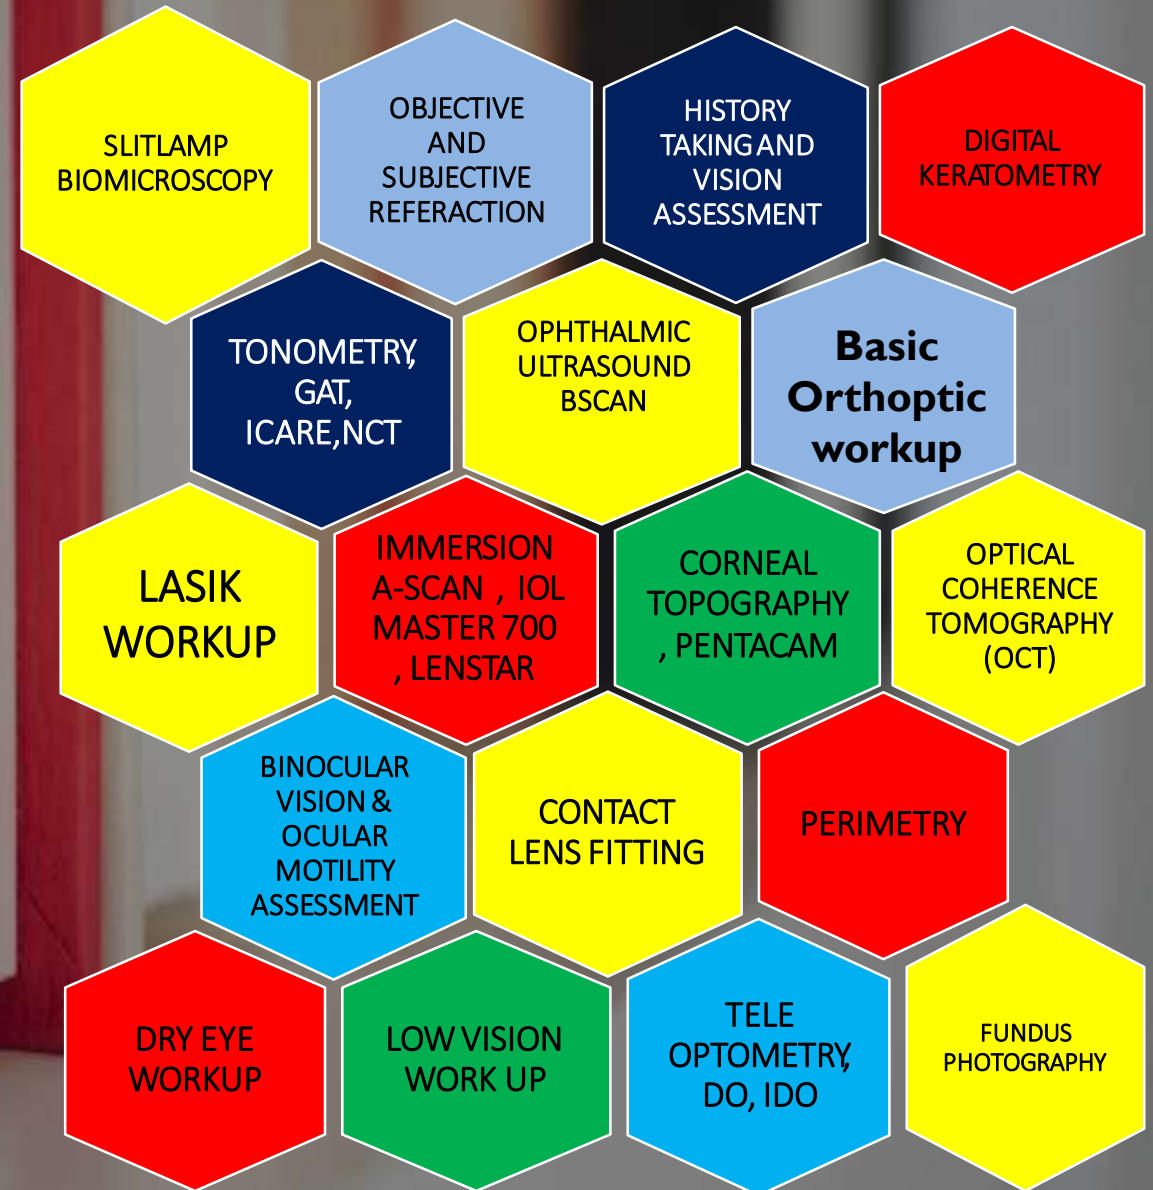 SLITLAMP
BIOMICROSCOPY
OBJECTIVE
AND
SUBJECTIVE
REFERACTION
HISTORY
TAKING AND
VISION
ASSESSMENT
DIGITAL
KERATOMETRY
TONOMETRY,
GAT,
ICARE,NCT
OPHTHALMIC
ULTRASOUND
BSCAN
Basic
Orthoptic
workup
LASIK
WORKUP
IMMERSION
A-SCAN , IOL
MASTER 700
, LENSTAR
CORNEAL
TOPOGRAPHY
, PENTACAM
OPTICAL
COHERENCE
TOMOGRAPHY
(OCT)
BINOCULAR
VISION &
OCULAR
MOTILITY
ASSESSMENT
CONTACT
LENS FITTING
PERIMETRY
DRY EYE
WORKUP
LOW VISION
WORK UP
TELE
OPTOMETRY,
DO, IDO
FUNDUS
PHOTOGRAPHY